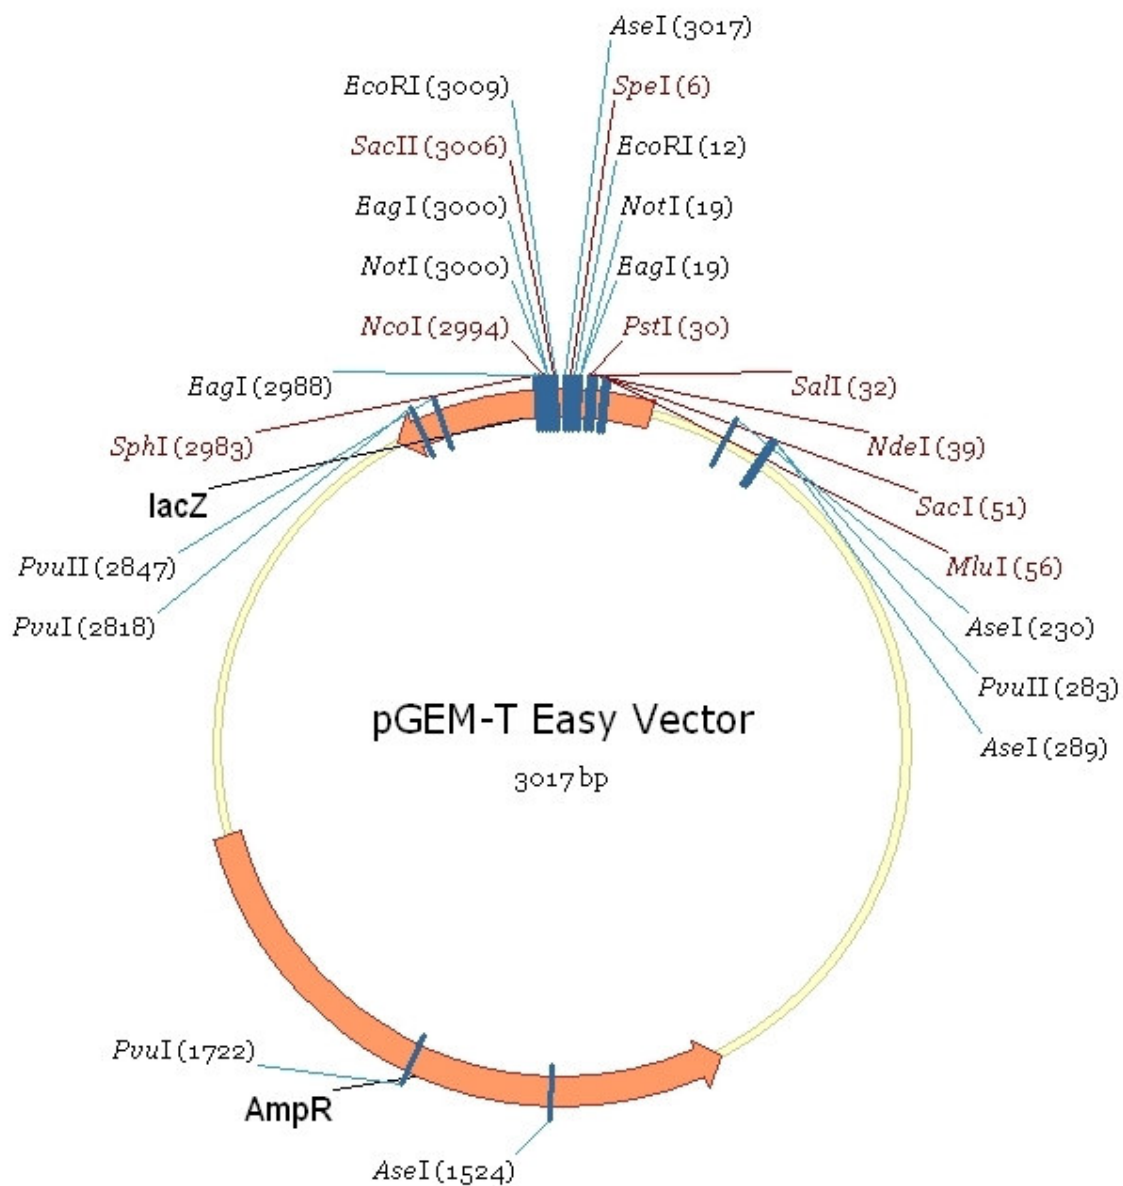 AseI(3017)
EcoRI(3009)
SpeI(6)
SacII(3006)
EcoRI(12)
EagI(3000)
NotI(19)
NotI(3000)
EagI(19)
NcoI(2994)
PstI(30)
EagI(2988)
SalI(32)
SphI(2983)
NdeI(39)
lacZ
SacI(51)
PvuII(2847)
MluI(56)
PvuI(2818)
AseI(230)
PvuII(283)
pGEM-T Easy Vector
AseI(289)
3017 bp
PvuI(1722)
AmpR
AseI(1524)